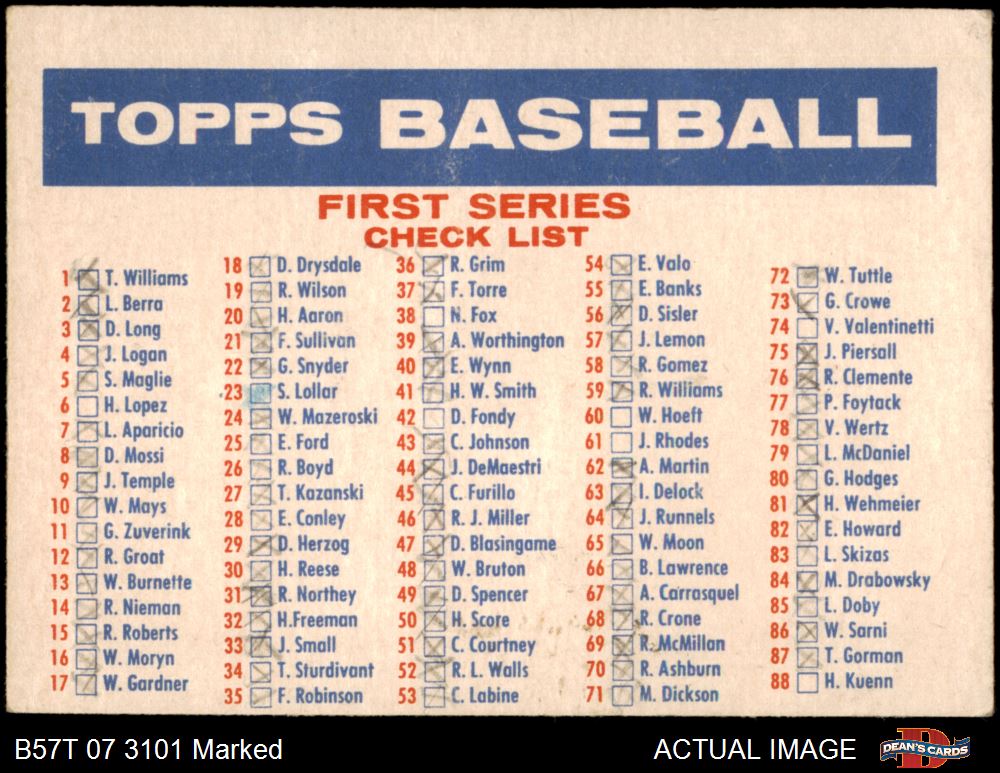 TOPPS BASEBALL
FIRST SERIES
CHECK LIST
1 T. Williams
2 L. Berra
3 D. Long
4 J. Logan
5 S. Maglie
6 H. Lopez
7 L. Aparicio
8 D. Mossi
9 J. Temple
10 W. Mays
11 G. Zuverink
12 R. Groat
13 W. Burnette
14 R. Nieman
15 R. Roberts
16 W. Moryn
17 W. Gardner
18 D. Drysdale
19 R. Wilson
20 H. Aaron
21 F. Sullivan
22 G. Snyder
23 S. Lollar
24 W. Mazeroski
25 E. Ford
26 R. Boyd
27 T. Kazanski
28 E. Conley
29 D. Herzog
30 H. Reese
31 R. Northey
32 H.Freeman
33 J. Small
34 T. Sturdivant
35 F. Robinson
36 R. Grim
37 F. Torre
38 N. Fox
39 A. Worthington
40 E. Wynn
41 H. W. Smith
42 D. Fondy
43 C. Johnson
44 J. DeMaestri
45 C. Furillo
46 R. J. Miller
47 D. Blasingame
48 W. Bruton
49 D. Spencer
50 H. Score
51 C. Courtney
52 R. L. Walls
53 C. Labine
54 E. Valo
55 E. Banks
56 D. Sisler
57 J. Lemon
58 R. Gomez
59 R. Williams
60 W. Hoeft
61 J. Rhodes
62 A. Martin
63 I. Delock
64 J. Runnels
65 W. Moon
66 B. Lawrence
67 A. Carrasquel
68 R. Crone
69 R.McMillan
70 R. Ashburn
71 M. Dickson
72 W. Tuttle
73 G. Crowe
74 V. Valentinetti
75 J. Piersall
76 R. Clemente
77 P. Foytack
78 V. Wertz
79 L. McDaniel
80 G. Hodges
81 H. Wehmeier
82 E. Howard
83 L. Skizas
84 M. Drabowsky
85 L. Doby
86 W. Sarni
87 T. Gorman
88 H. Kuenn
B57T 07 3101 Marked
ACTUAL IMAGE
DEAN'S CARDS